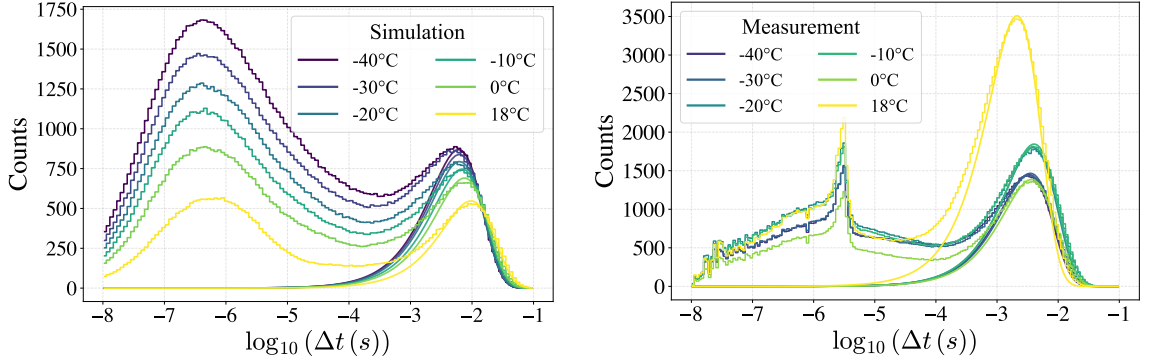 1750
1500
1250
1000
750
500
250
0
Counts
Simulation
-40°C
-10°C
-30°C
0°C
-20°C
18°C
−8 −7 −6 −5 −4 −3 −2 −1
log₁₀ (Δt (s))
3500
3000
2500
2000
1500
1000
500
0
Counts
Measurement
-40°C
-10°C
-30°C
0°C
-20°C
18°C
−8 −7 −6 −5 −4 −3 −2 −1
log₁₀ (Δt (s))